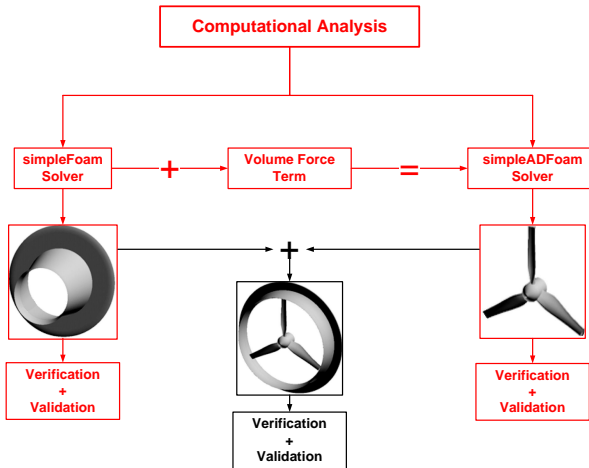 Computational Analysis
simpleFoam
Solver
+
Volume Force
Term
=
simpleADFoam
Solver
+
Verification
+
Validation
Verification
+
Validation
Verification
+
Validation